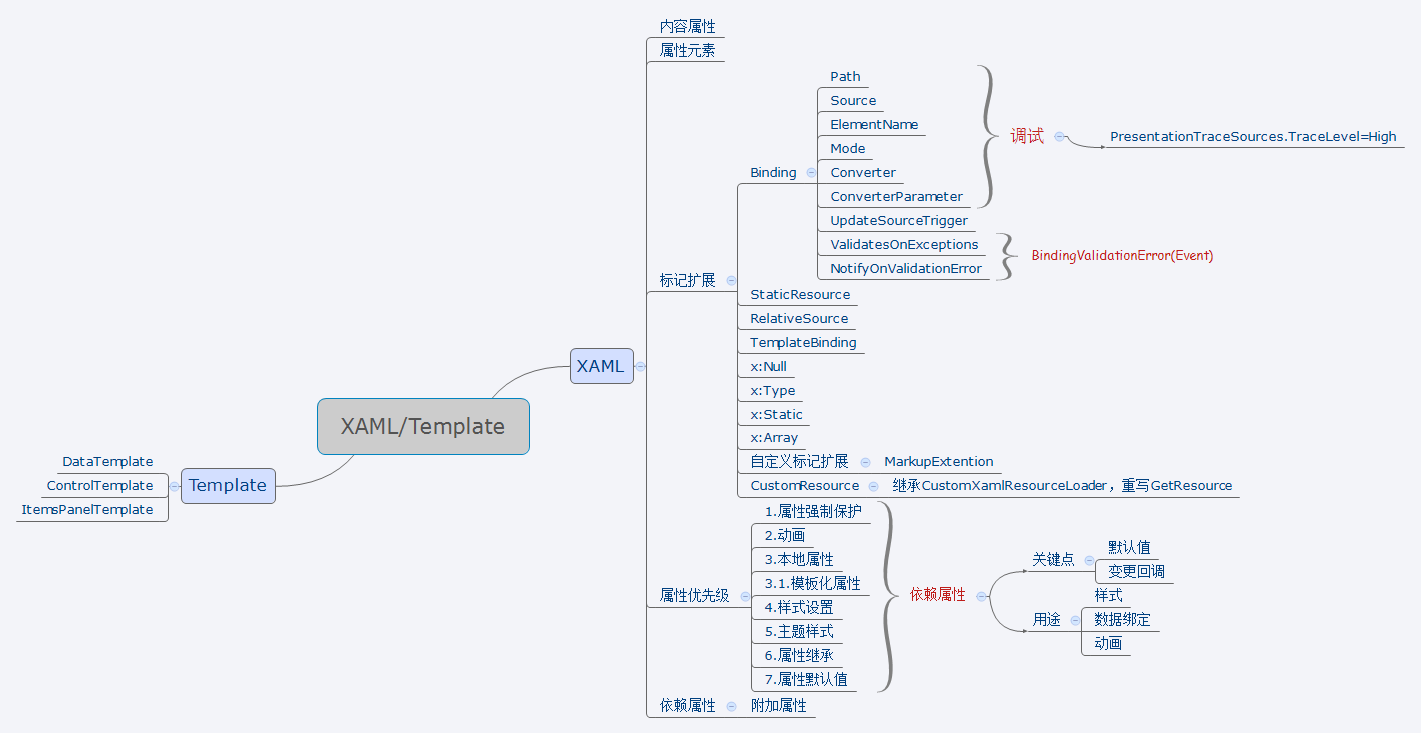 内容属性
属性元素
Path
Source
ElementName
Mode
Converter
ConverterParameter
UpdateSourceTrigger
ValidatesOnExceptions
NotifyOnValidationError
调试
PresentationTraceSources.TraceLevel=High
BindingValidationError(Event)
Binding
标记扩展
StaticResource
RelativeSource
TemplateBinding
x:Null
x:Type
x:Static
x:Array
自定义标记扩展
MarkupExtention
CustomResource
继承CustomXamlResourceLoader，重写GetResource
XAML
XAML/Template
Template
DataTemplate
ControlTemplate
ItemsPanelTemplate
属性优先级
1.属性强制保护
2.动画
3.本地属性
3.1.模板化属性
4.样式设置
5.主题样式
6.属性继承
7.属性默认值
依赖属性
关键点
默认值
变更回调
用途
样式
数据绑定
动画
依赖属性
附加属性